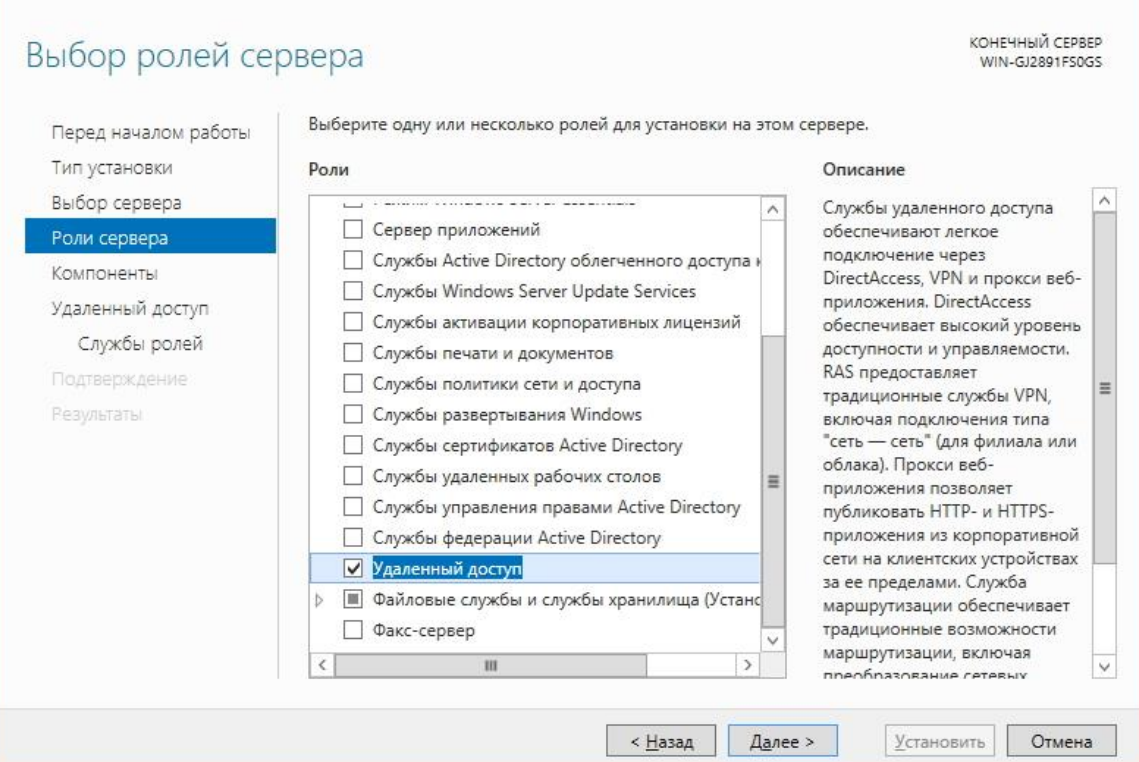 Выбор ролей сервера
КОНЕЧНЫЙ СЕРВЕР
WIN-GJ2891FS0GS
Перед началом работы
Тип установки
Выбор сервера
Роли сервера
Компоненты
Удаленный доступ
Службы ролей
Подтверждение
Результаты
Выберите одну или несколько ролей для установки на этом сервере.
Роли
Сервер приложений
Службы Active Directory облегченного доступа к
Службы Windows Server Update Services
Службы активации корпоративных лицензий
Службы печати и документов
Службы политики сети и доступа
Службы развертывания Windows
Службы сертификатов Active Directory
Службы удаленных рабочих столов
Службы управления правами Active Directory
Службы федерации Active Directory
Удаленный доступ
Файловые службы и службы хранилища (Устано
Факс-сервер
Описание
Службы удаленного доступа
обеспечивают легкое
подключение через
DirectAccess, VPN и прокси веб-
приложения. DirectAccess
обеспечивает высокий уровень
доступности и управляемости.
RAS предоставляет
традиционные службы VPN,
включая подключения типа
"сеть — сеть" (для филиала или
облака). Прокси веб-
приложения позволяет
публиковать HTTP- и HTTPS-
приложения из корпоративной
сети на клиентских устройствах
за ее пределами. Служба
маршрутизации обеспечивает
традиционные возможности
маршрутизации, включая
преобразование сетевых
< Назад
Далее >
Установить
Отмена